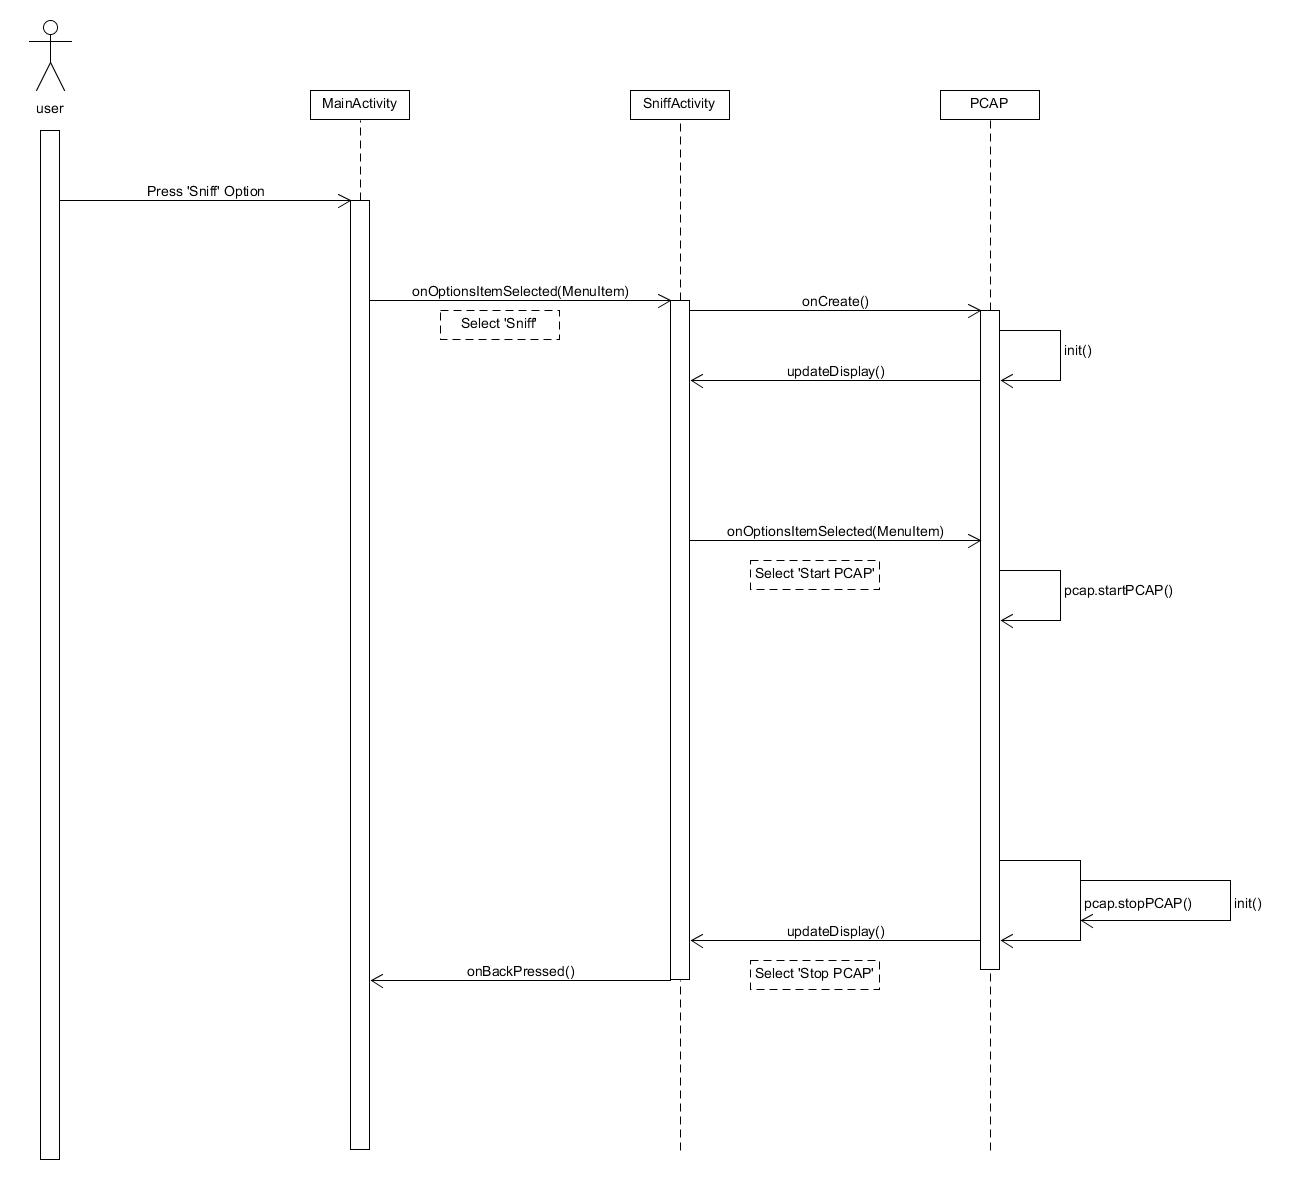 user
MainActivity
SniffActivity
PCAP
Press 'Sniff' Option
onOptionsItemSelected(MenuItem)
onCreate()
Select 'Sniff'
init()
updateDisplay()
onOptionsItemSelected(MenuItem)
Select 'Start PCAP'
pcap.startPCAP()
pcap.stopPCAP()
init()
updateDisplay()
onBackPressed()
Select 'Stop PCAP'